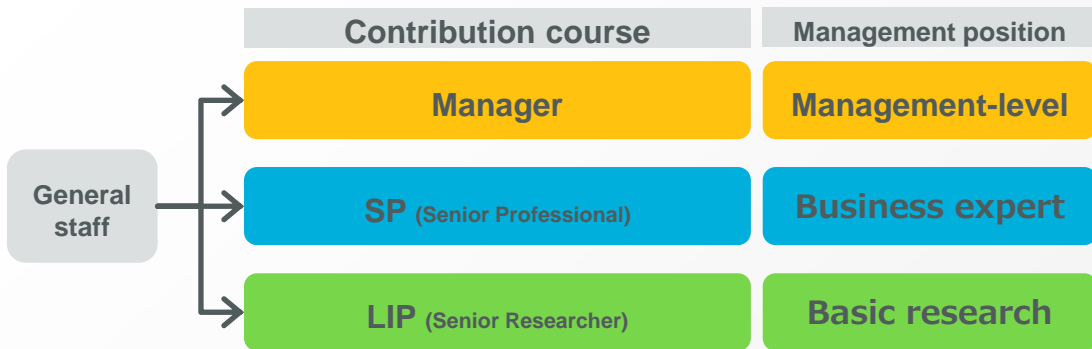 Contribution course
Management position
Manager
Management-level
General
staff
SP (Senior Professional)
Business expert
LIP (Senior Researcher)
Basic research